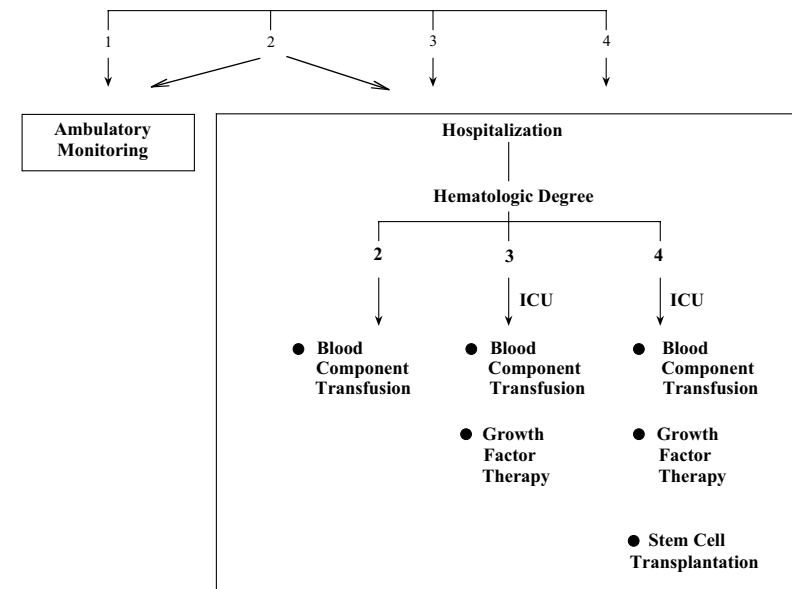 1 2 3 4
Ambulatory
Monitoring
Hospitalization
Hematologic Degree
2 3 4
ICU ICU
● Blood
Component
Transfusion
● Blood
Component
Transfusion
● Growth
Factor
Therapy
● Blood
Component
Transfusion
● Growth
Factor
Therapy
● Stem Cell
Transplantation